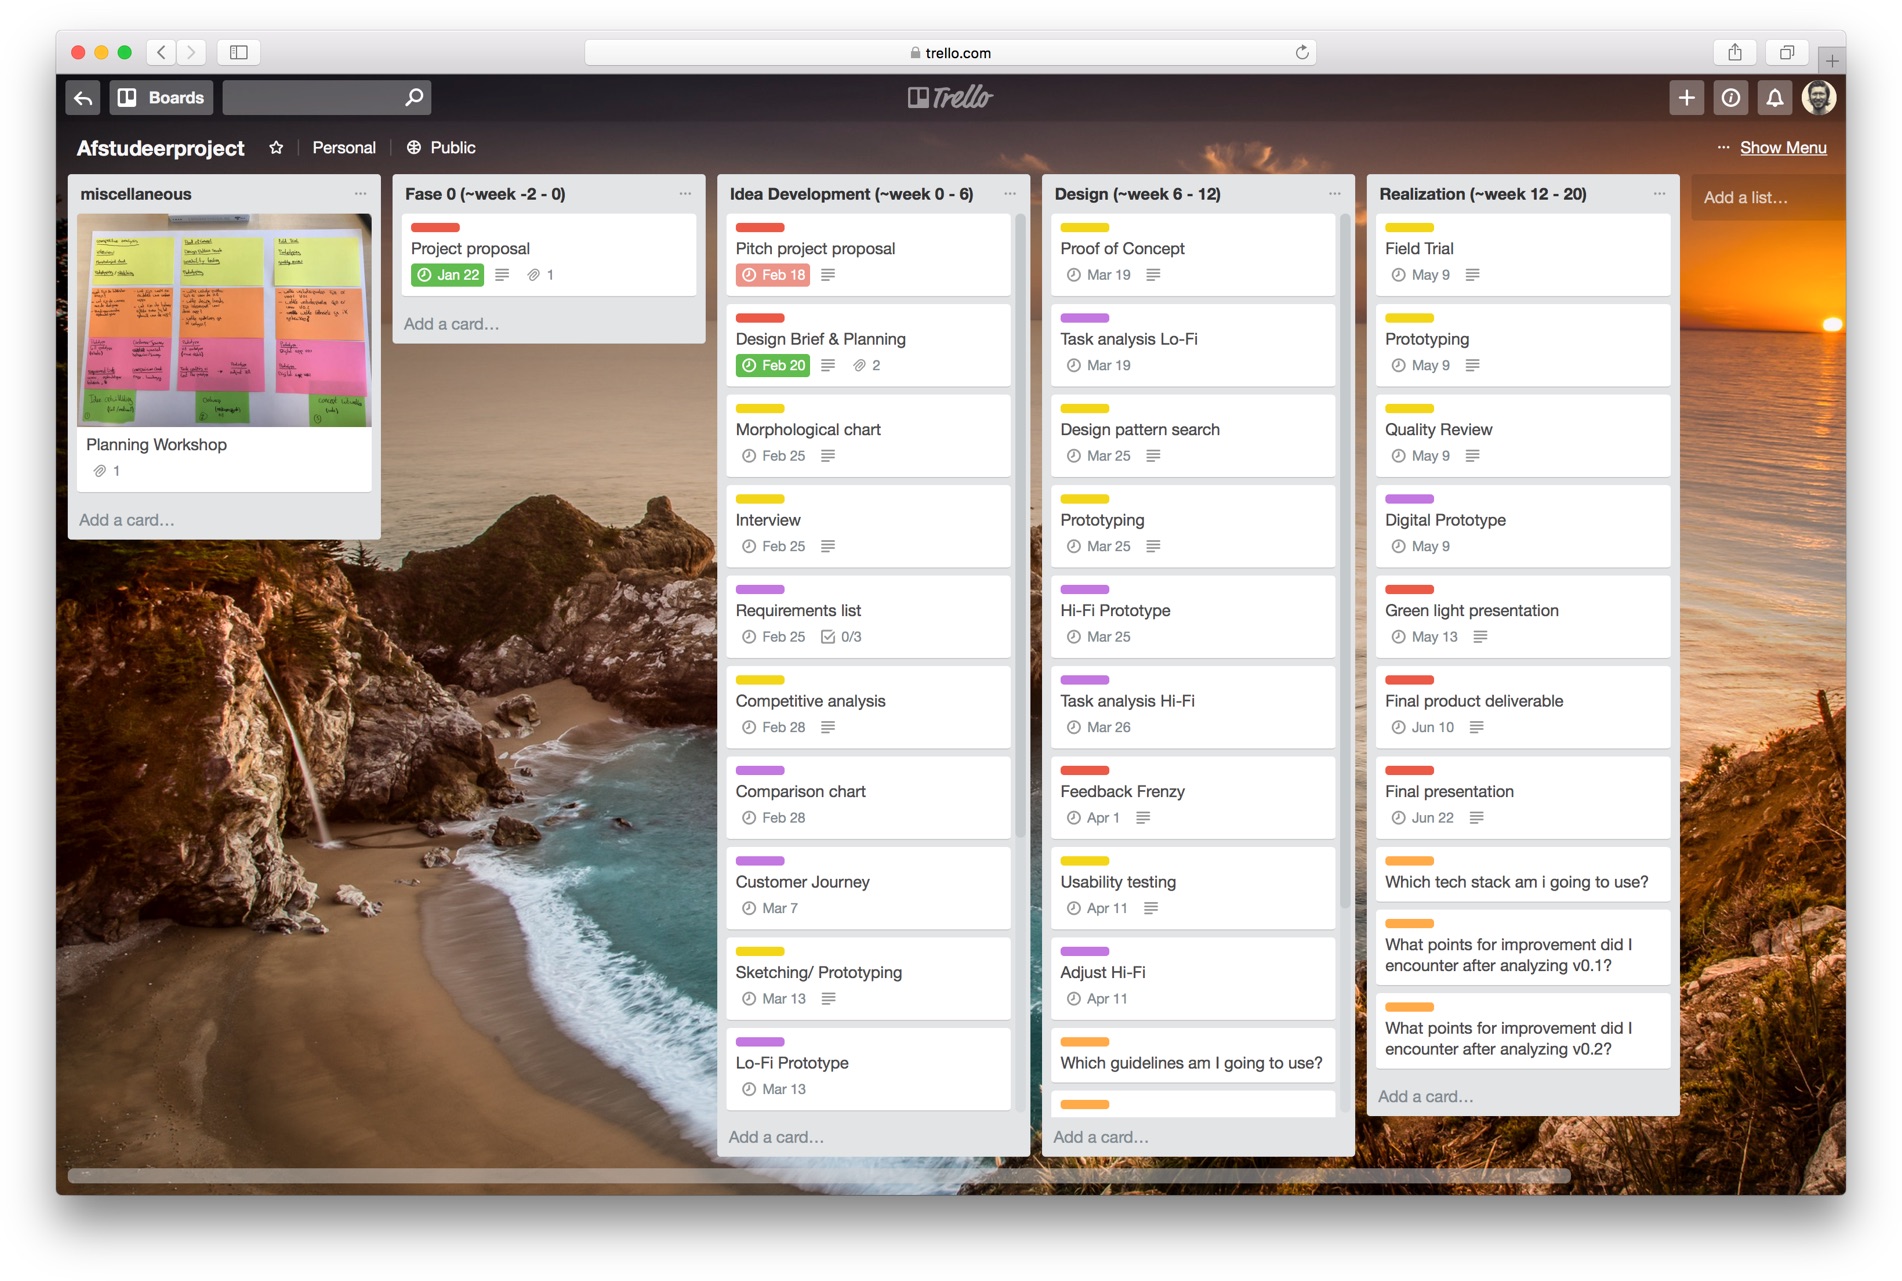 trello.com
Boards
Trello
Afstudeerproject
Personal
Public
Show Menu
miscellaneous
Planning Workshop
1
Add a card…
Fase 0 (~week -2 - 0)
Project proposal
Jan 22
1
Add a card…
Idea Development (~week 0 - 6)
Pitch project proposal
Feb 18
Design Brief & Planning
Feb 20
2
Morphological chart
Feb 25
Interview
Feb 25
Requirements list
Feb 25
0/3
Competitive analysis
Feb 28
Comparison chart
Feb 28
Customer Journey
Mar 7
Sketching/ Prototyping
Mar 13
Lo-Fi Prototype
Mar 13
Add a card…
Design (~week 6 - 12)
Proof of Concept
Mar 19
Task analysis Lo-Fi
Mar 19
Design pattern search
Mar 25
Prototyping
Mar 25
Hi-Fi Prototype
Mar 25
Task analysis Hi-Fi
Mar 26
Feedback Frenzy
Apr 1
Usability testing
Apr 11
Adjust Hi-Fi
Apr 11
Which guidelines am I going to use?
Add a card…
Realization (~week 12 - 20)
Field Trial
May 9
Prototyping
May 9
Quality Review
May 9
Digital Prototype
May 9
Green light presentation
May 13
Final product deliverable
Jun 10
Final presentation
Jun 22
Which tech stack am i going to use?
What points for improvement did I
encounter after analyzing v0.1?
What points for improvement did I
encounter after analyzing v0.2?
Add a card…
Add a list…